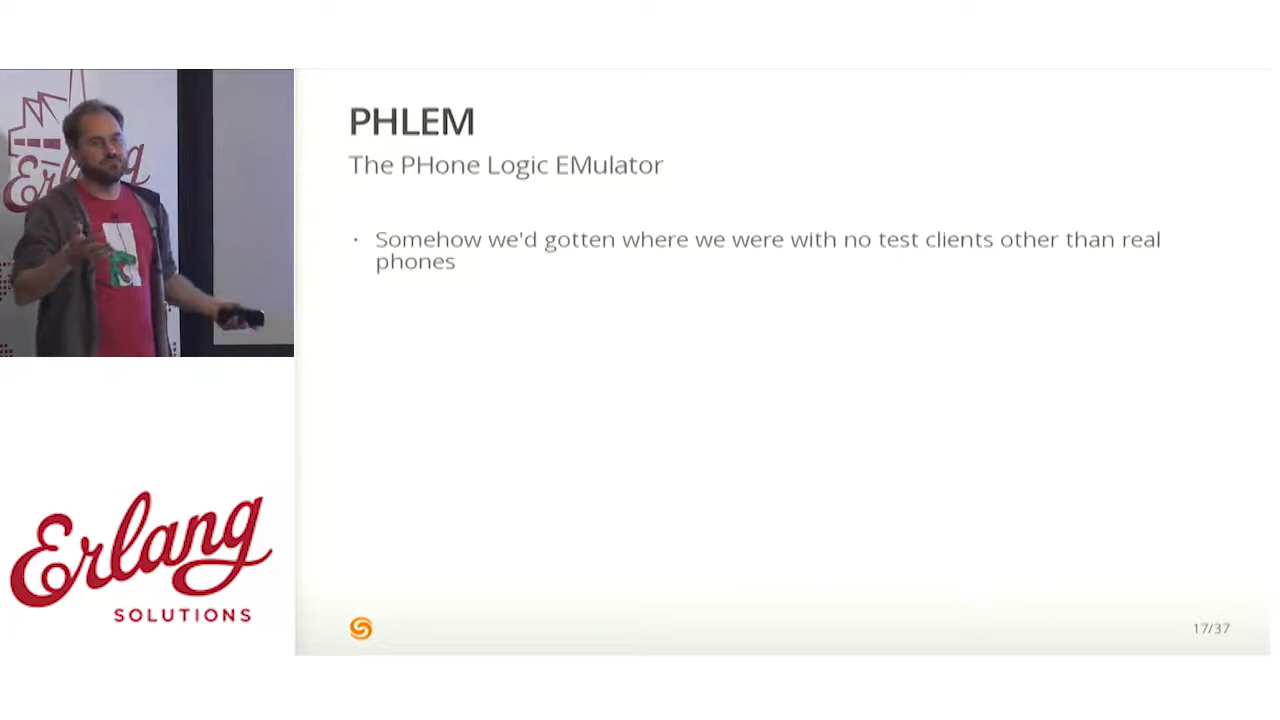 PHLEM
The PHone Logic EMulator
· Somehow we'd gotten where we were with no test clients other than real
phones
17/37
Erlang
Erlang
SOLUTIONS